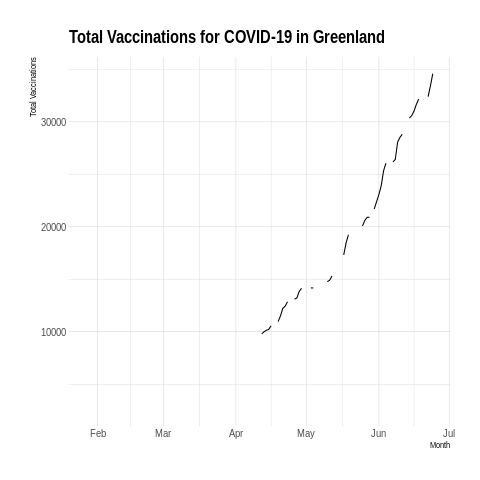 Total Vaccinations for COVID-19 in Greenland
Total Vaccinations
30000
20000
10000
Feb Mar Apr May Jun Jul
Month